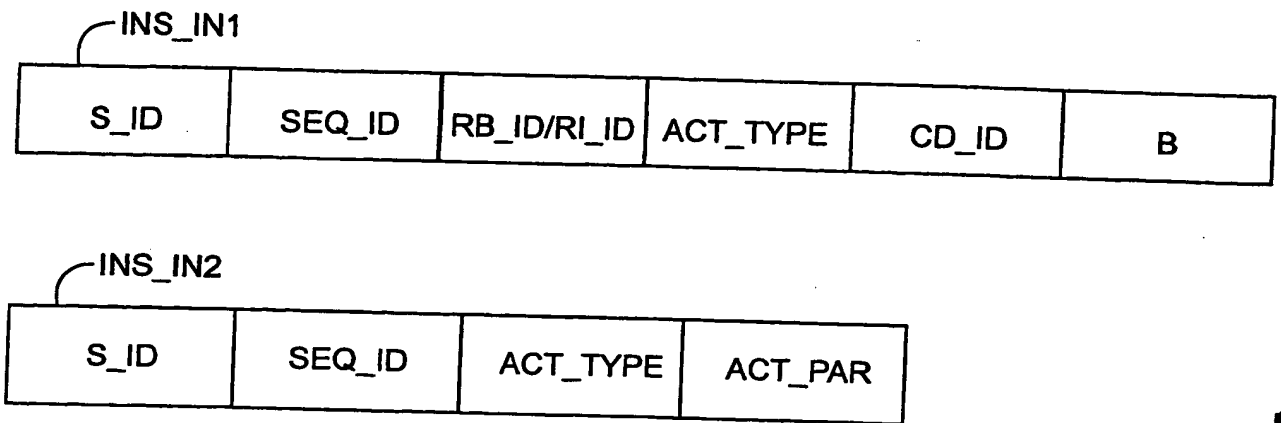 INS_IN1
S_ID SEQ_ID RB_ID/RI_ID ACT_TYPE CD_ID B
INS_IN2
S_ID SEQ_ID ACT_TYPE ACT_PAR